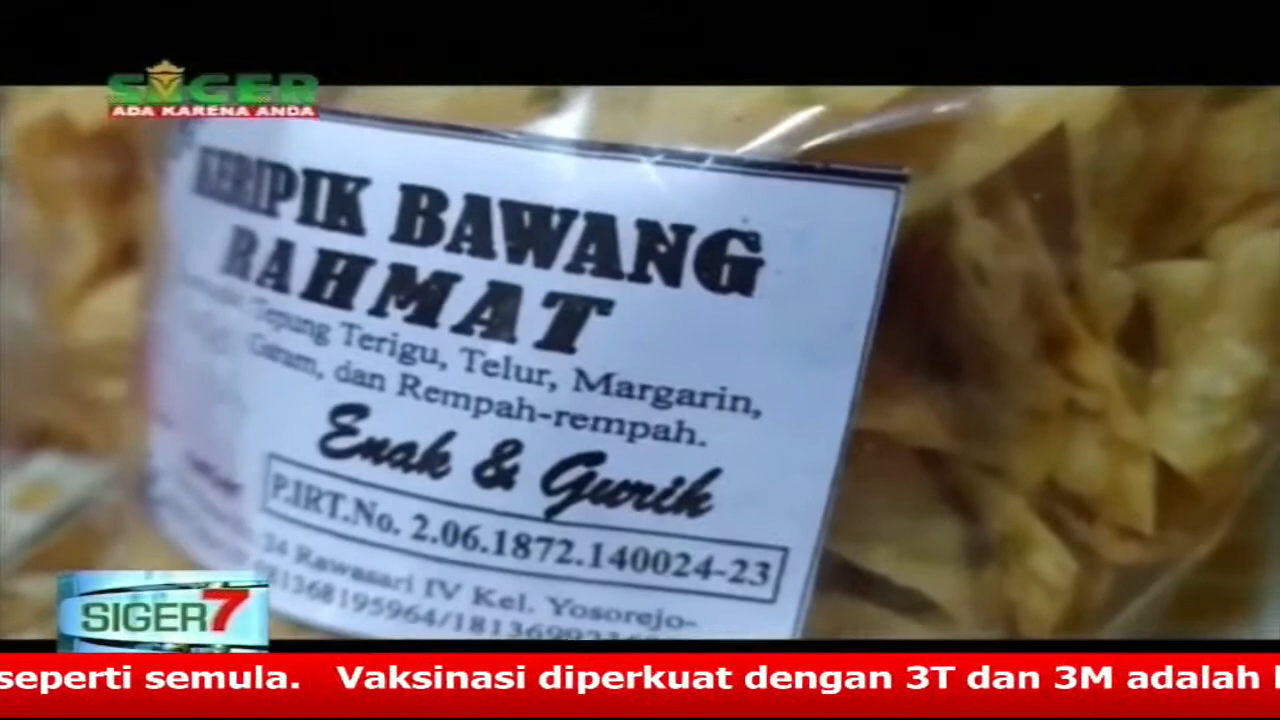 SIGER
ADA KARENA ANDA
KERIPIK BAWANG
RAHMAT
Tepung Terigu, Telur, Margarin,
Garam, dan Rempah-rempah.
Enak & Gurih
P.IRT.No. 2.06.1872.140024-23
24 Rawasari IV Kel. Yosorejo-
SIGER7
seperti semula. Vaksinasi diperkuat dengan 3T dan 3M adalah